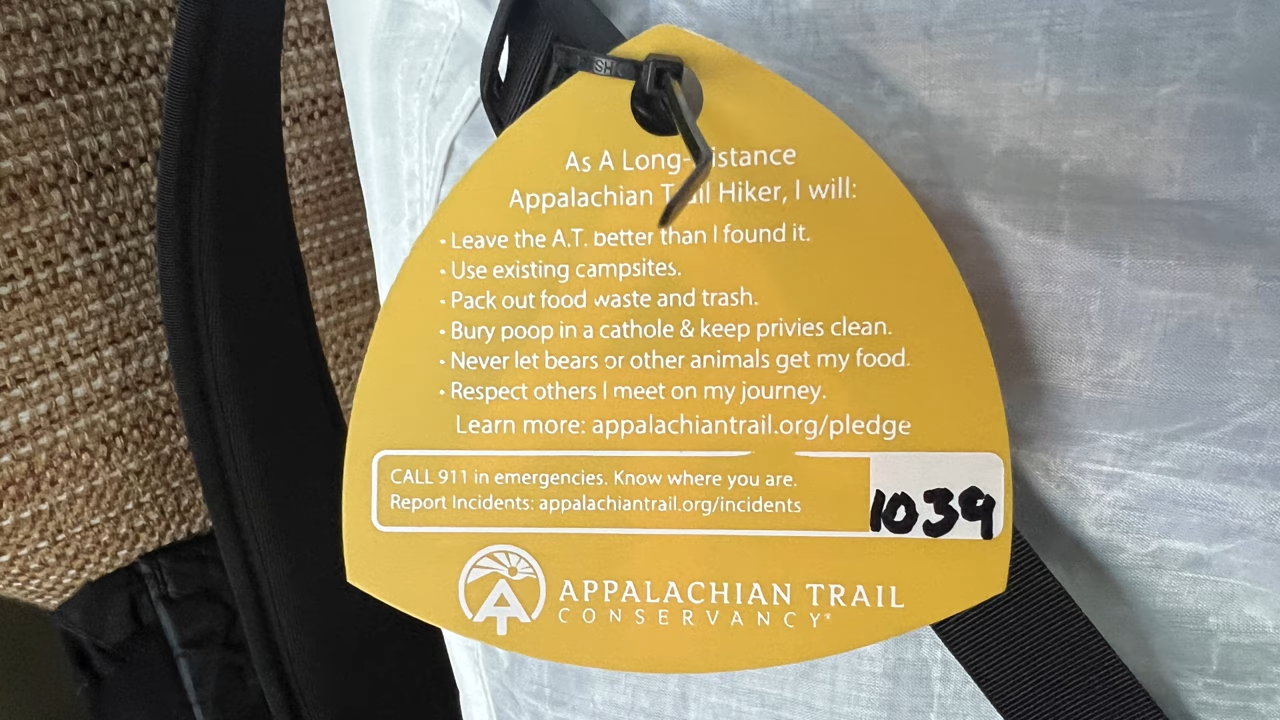 As A Long-Distance
Appalachian Trail Hiker, I will:
• Leave the A.T. better than I found it.
• Use existing campsites.
• Pack out food waste and trash.
• Bury poop in a cathole & keep privies clean.
• Never let bears or other animals get my food.
• Respect others I meet on my journey.
Learn more: appalachiantrail.org/pledge
CALL 911 in emergencies. Know where you are.
Report Incidents: appalachiantrail.org/incidents
1039
APPALACHIAN TRAIL
CONSERVANCY®